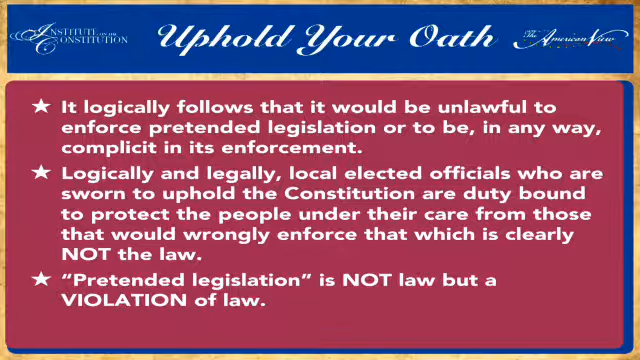 INSTITUTE ON THE
CONSTITUTION
Uphold Your Oath
The American View
★ It logically follows that it would be unlawful to
enforce pretended legislation or to be, in any way,
complicit in its enforcement.
★ Logically and legally, local elected officials who are
sworn to uphold the Constitution are duty bound
to protect the people under their care from those
that would wrongly enforce that which is clearly
NOT the law.
★ “Pretended legislation” is NOT law but a
VIOLATION of law.